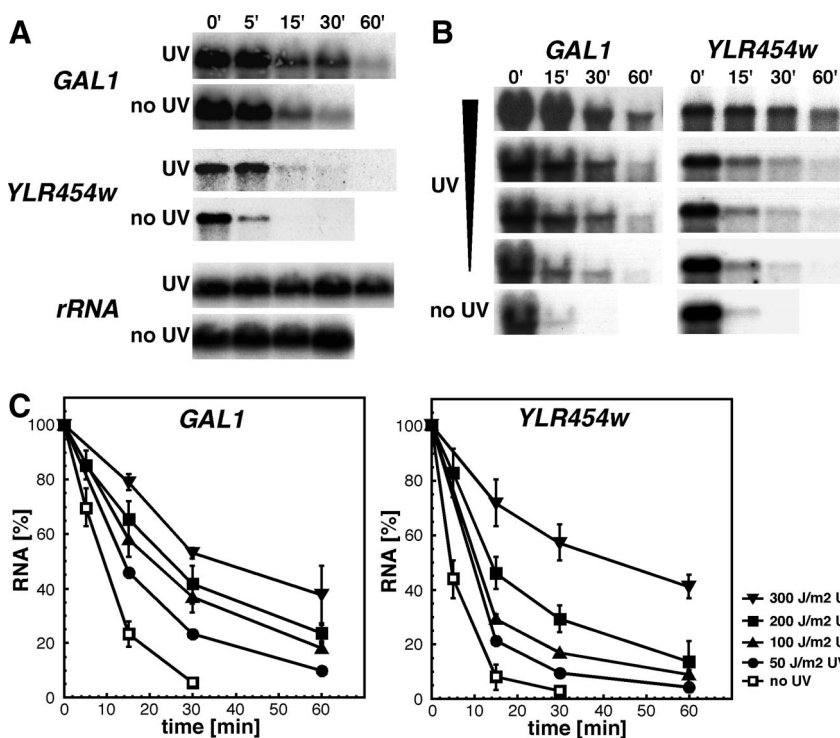 A
0' 5' 15' 30' 60'
GAL1
UV
no UV
YLR454w
UV
no UV
rRNA
UV
no UV
B
GAL1 YLR454w
0' 15' 30' 60' 0' 15' 30' 60'
UV
no UV
C
GAL1
RNA [%]
100
80
60
40
20
0
0 10 20 30 40 50 60
time [min]
YLR454w
RNA [%]
100
80
60
40
20
0
0 10 20 30 40 50 60
time [min]
300 J/m2 U
200 J/m2 U
100 J/m2 U
50 J/m2 UV
no UV